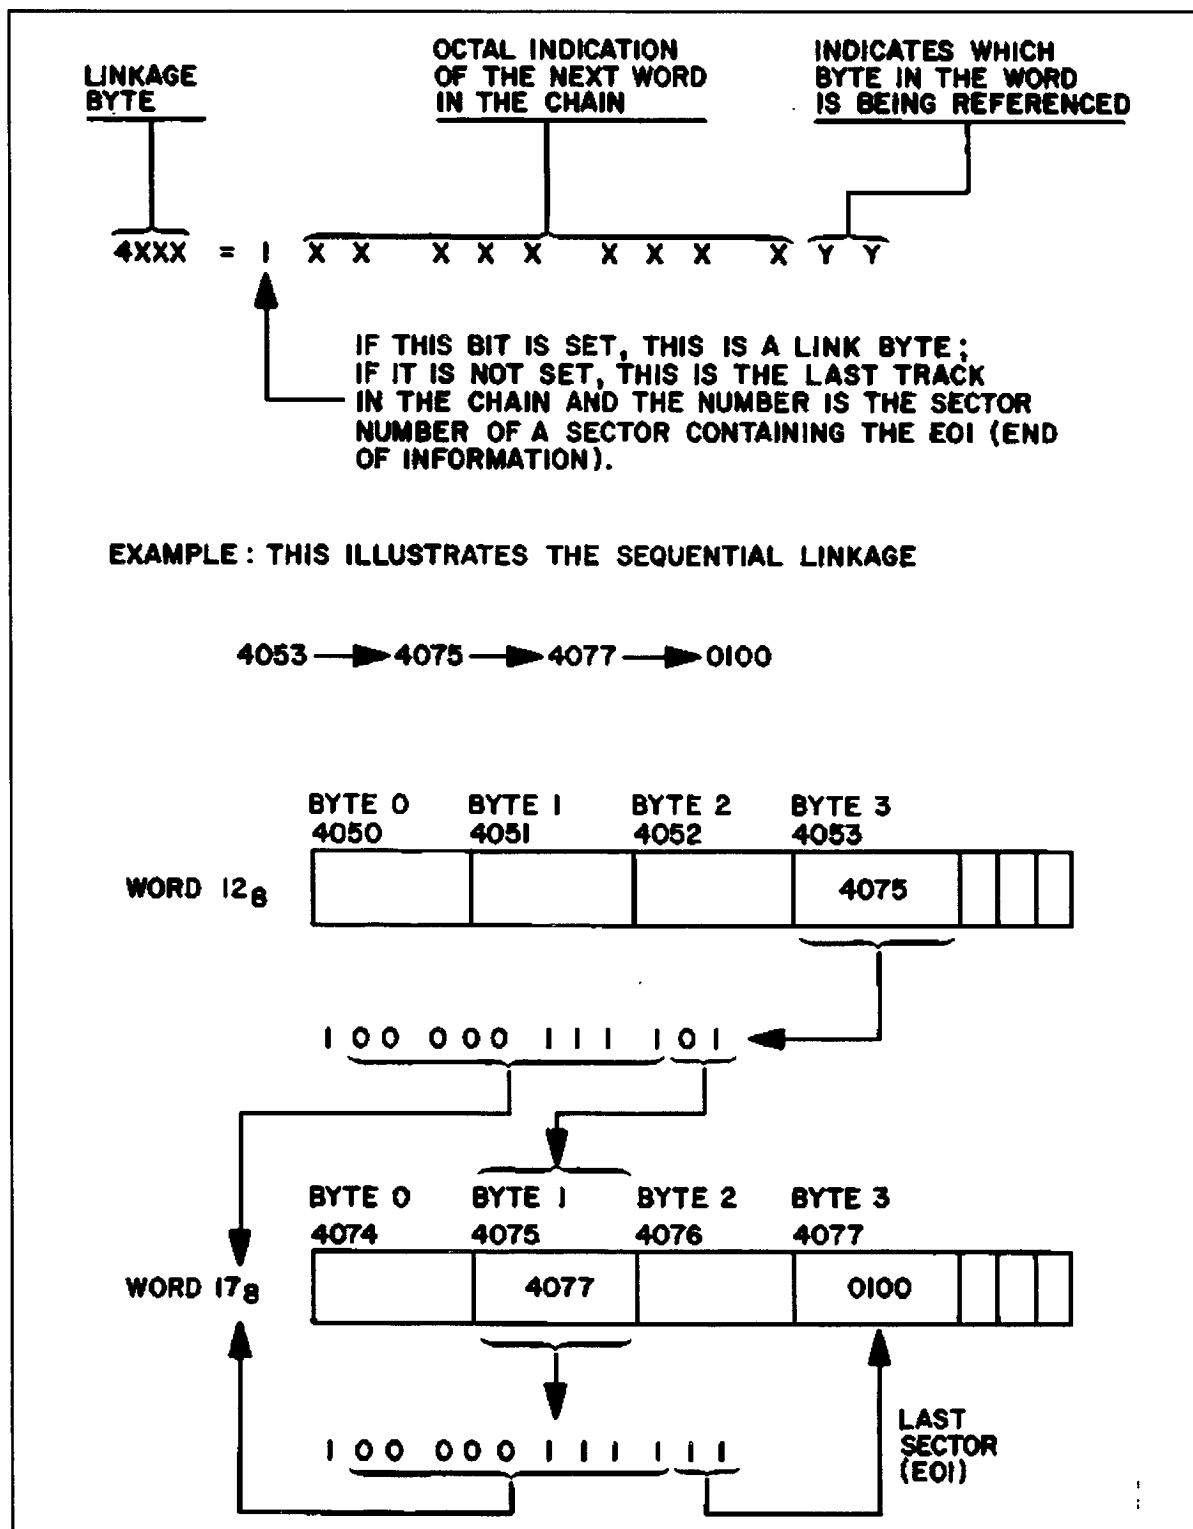 LINKAGE
BYTE
OCTAL INDICATION
OF THE NEXT WORD
IN THE CHAIN
INDICATES WHICH
BYTE IN THE WORD
IS BEING REFERENCED
4XXX = 1 X X X X X X X X X Y Y
IF THIS BIT IS SET, THIS IS A LINK BYTE;
IF IT IS NOT SET, THIS IS THE LAST TRACK
IN THE CHAIN AND THE NUMBER IS THE SECTOR
NUMBER OF A SECTOR CONTAINING THE EOI (END
OF INFORMATION).
EXAMPLE: THIS ILLUSTRATES THE SEQUENTIAL LINKAGE
4053 → 4075 → 4077 → 0100
BYTE 0 BYTE 1 BYTE 2 BYTE 3
4050 4051 4052 4053
WORD 12₈ 4075
1 0 0 0 0 0 1 1 1 1 0 1
BYTE 0 BYTE 1 BYTE 2 BYTE 3
4074 4075 4076 4077
WORD 17₈ 4077 0100
1 0 0 0 0 0 1 1 1 1 1 1
LAST
SECTOR
(EOI)